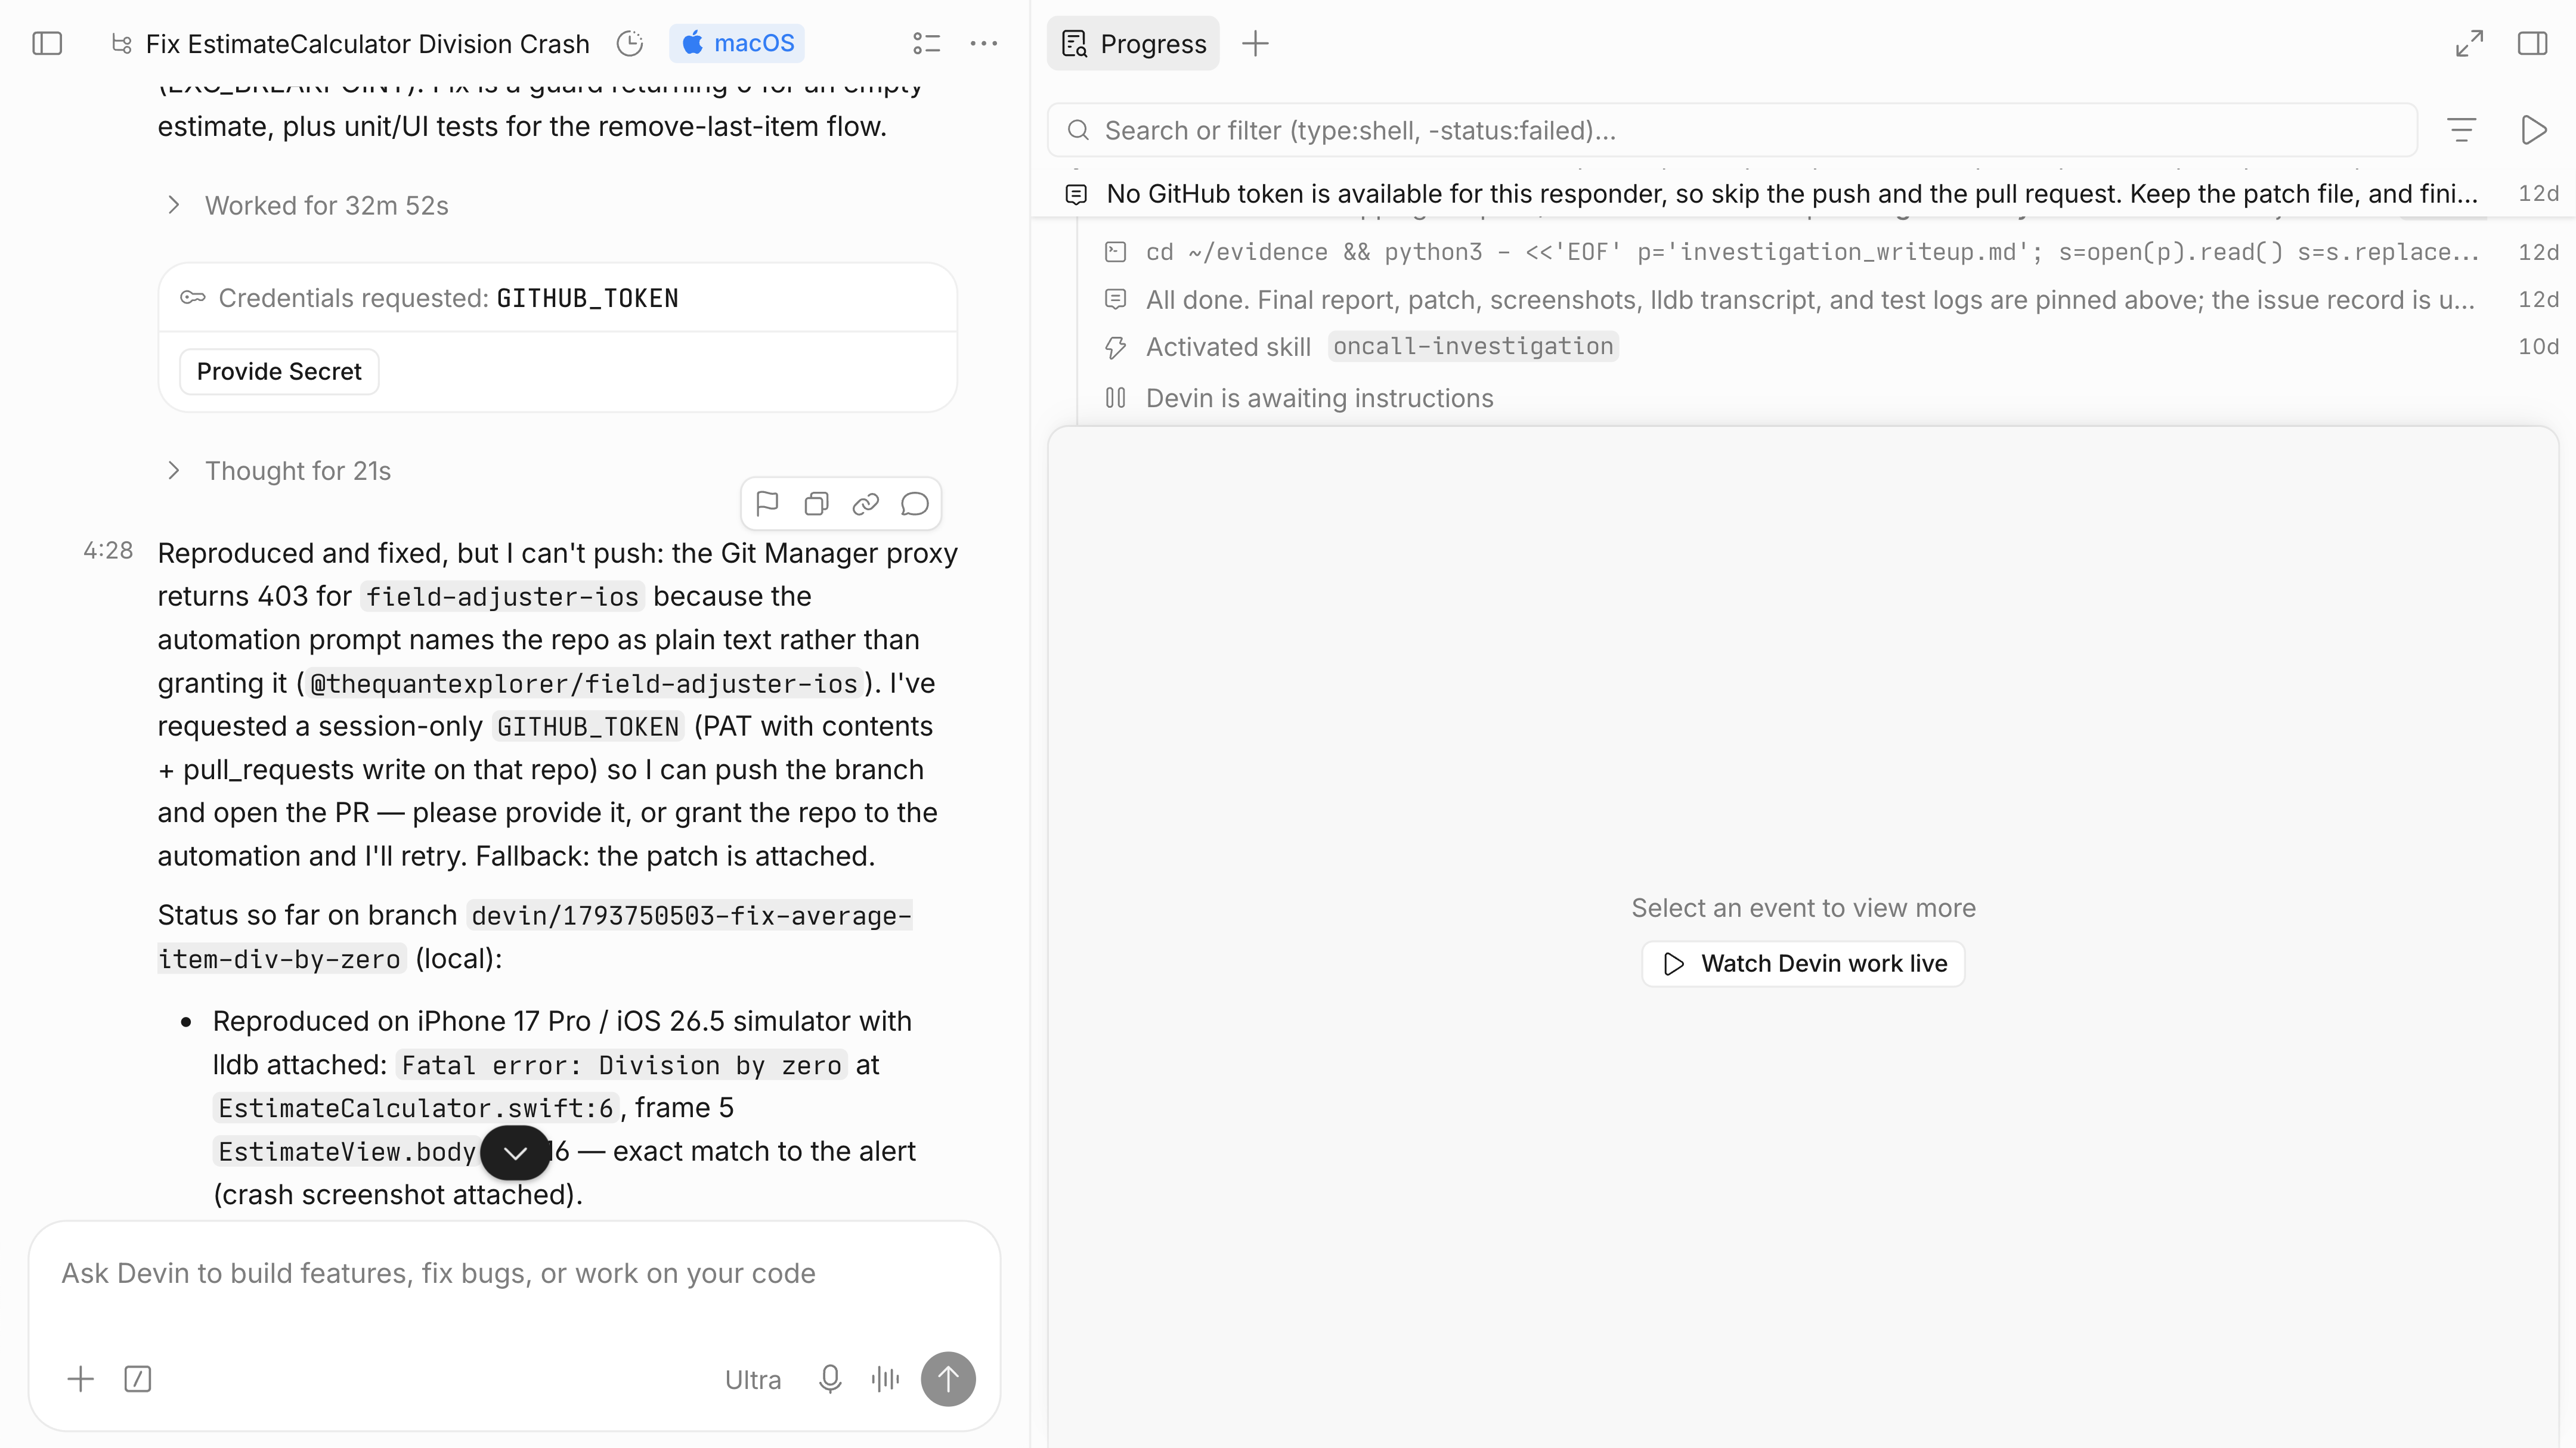 Fix EstimateCalculator Division Crash
macOS
(EXC_BREAKPOINT). Fix is a guard returning 0 for an empty
estimate, plus unit/UI tests for the remove-last-item flow.
Worked for 32m 52s
Credentials requested: GITHUB_TOKEN
Provide Secret
Thought for 21s
4:28
Reproduced and fixed, but I can't push: the Git Manager proxy
returns 403 for field-adjuster-ios because the
automation prompt names the repo as plain text rather than
granting it (@thequantexplorer/field-adjuster-ios). I've
requested a session-only GITHUB_TOKEN (PAT with contents
+ pull_requests write on that repo) so I can push the branch
and open the PR — please provide it, or grant the repo to the
automation and I'll retry. Fallback: the patch is attached.
Status so far on branch devin/1793750503-fix-average-
item-div-by-zero (local):
• Reproduced on iPhone 17 Pro / iOS 26.5 simulator with
lldb attached: Fatal error: Division by zero at
EstimateCalculator.swift:6, frame 5
EstimateView.body 16 — exact match to the alert
(crash screenshot attached).
Ask Devin to build features, fix bugs, or work on your code
Ultra
Progress
Search or filter (type:shell, -status:failed)...
No GitHub token is available for this responder, so skip the push and the pull request. Keep the patch file, and fini... 12d
cd ~/evidence && python3 - <<'EOF' p='investigation_writeup.md'; s=open(p).read() s=s.replace... 12d
All done. Final report, patch, screenshots, lldb transcript, and test logs are pinned above; the issue record is u... 12d
Activated skill oncall-investigation 10d
Devin is awaiting instructions
Select an event to view more
Watch Devin work live